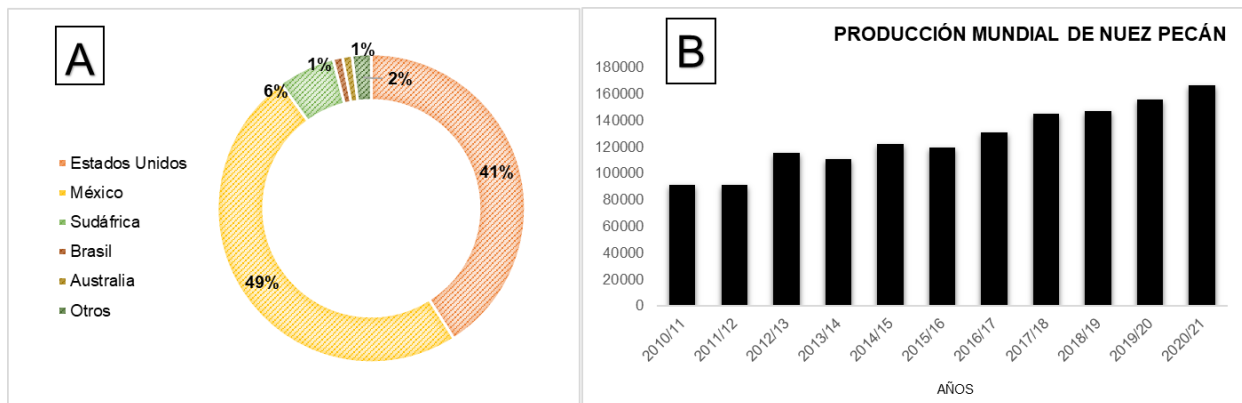 A
1%
1%
2%
6%
41%
49%
Estados Unidos
México
Sudáfrica
Brasil
Australia
Otros
B
PRODUCCIÓN MUNDIAL DE NUEZ PECÁN
180000
160000
140000
120000
100000
80000
60000
40000
20000
0
2010/11
2011/12
2012/13
2013/14
2014/15
2015/16
2016/17
2017/18
2018/19
2019/20
2020/21
AÑOS